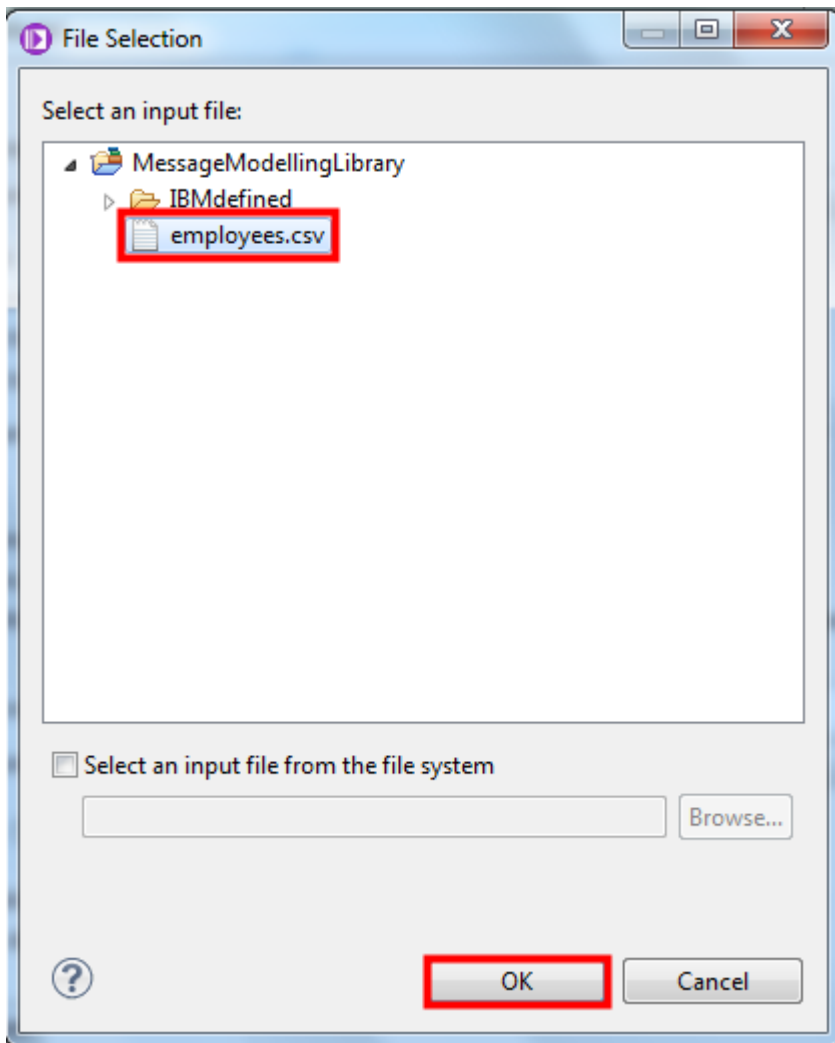 File Selection
Select an input file:
MessageModellingLibrary
IBMdefined
employees.csv
Select an input file from the file system
Browse...
?
OK
Cancel